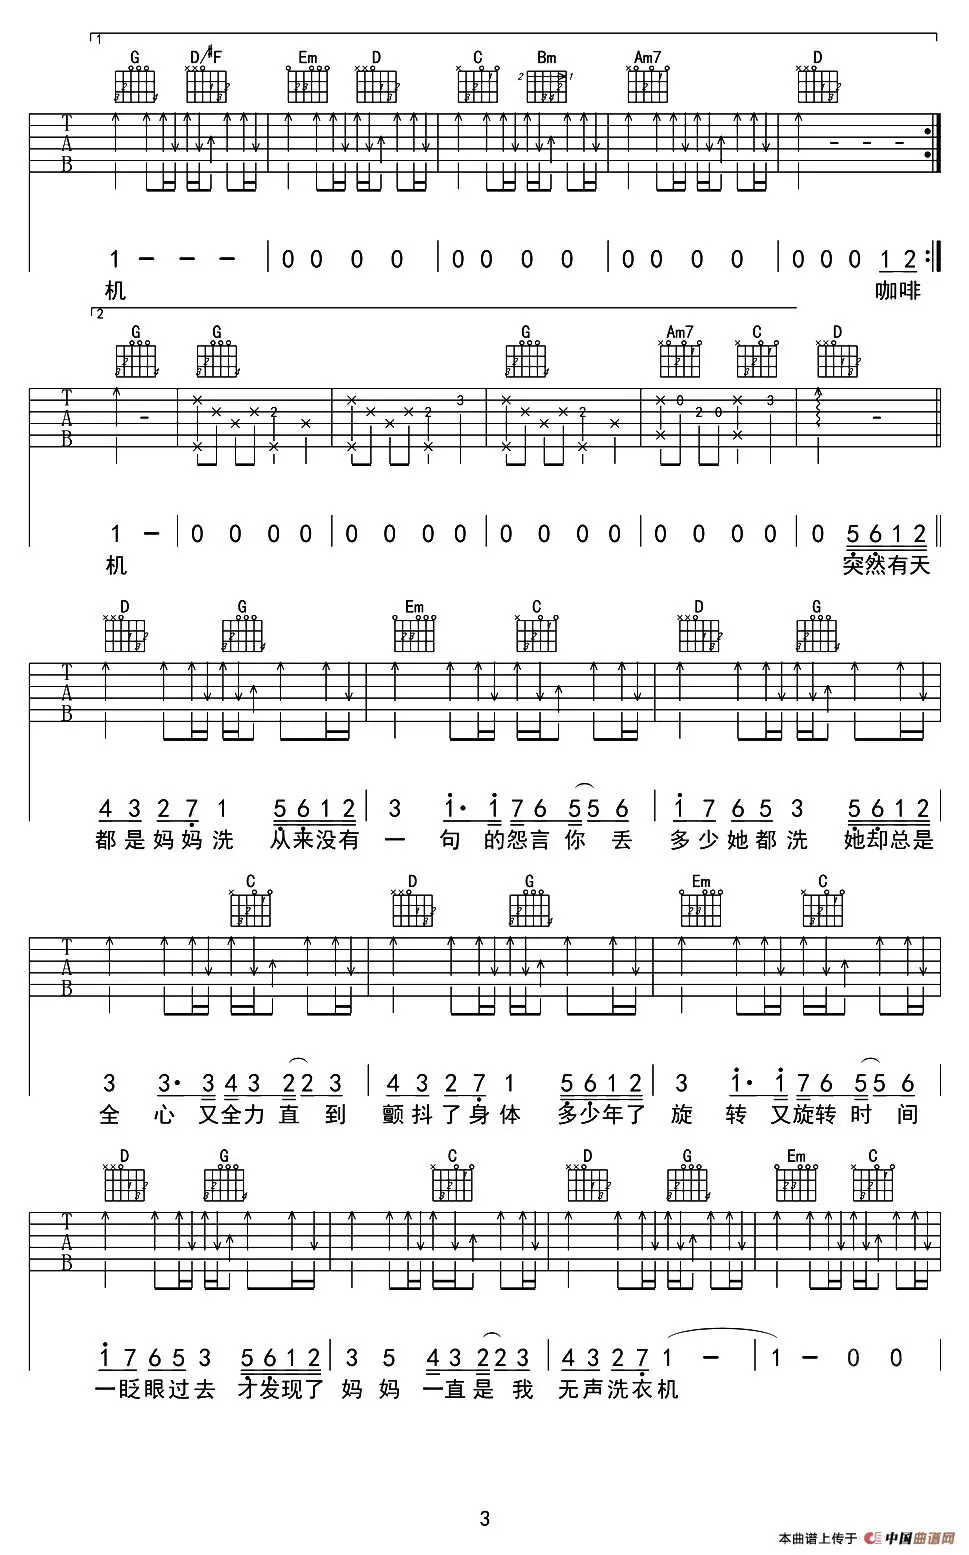 1
G D/#F Em D C Bm Am7 D
T A B
1 - - - 0 0 0 0 0 0 0 0 0 0 0 0 0 0 0 1 2
机 咖啡
2
G G G Am7 C D
T A B
2 2 3 2 0 2 0 3
1 - 0 0 0 0 0 0 0 0 0 0 0 0 0 0 0 0 0 5 6 1 2
机 突然有天
D G Em C D G
T A B
4 3 2 7 1 5 6 1 2 3 1· 1 7 6 5 5 6 1 7 6 5 3 5 6 1 2
都是妈妈洗 从来没有 一 句 的怨言你 丢 多少她都洗 她却总是
C D G Em C
T A B
3 3· 3 4 3 2 2 3 4 3 2 7 1 5 6 1 2 3 1· 1 7 6 5 5 6
全 心 又全力直 到 颤抖了身体 多少年了 旋 转 又旋转时 间
D G C D G Em C
T A B
1 7 6 5 3 5 6 1 2 3 5 4 3 2 2 3 4 3 2 7 1 - 1 - 0 0
一眨眼过去 才发现了 妈 妈 一直是 我 无声洗衣机
3
本曲谱上传于 中国曲谱网